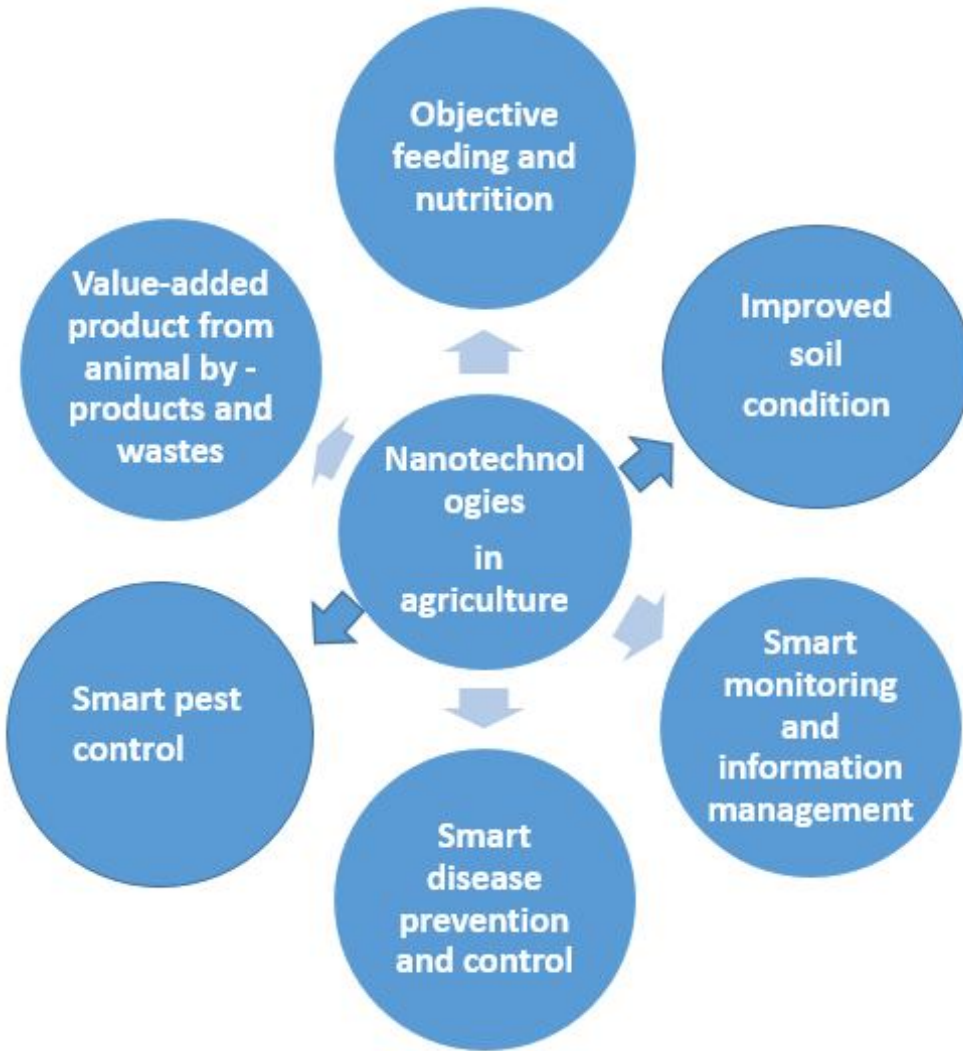 Objective
feeding and
nutrition
Value-added
product from
animal by -
products and
wastes
Improved
soil
condition
Nanotechnol
ogies
in
agriculture
Smart pest
control
Smart
monitoring
and
information
management
Smart
disease
prevention
and control